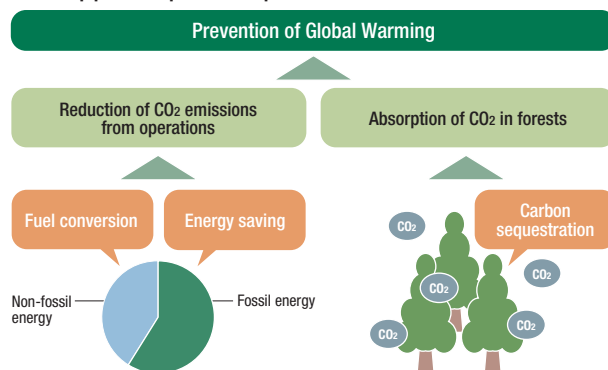 Prevention of Global Warming
Reduction of CO2 emissions
from operations
Absorption of CO2 in forests
Fuel conversion
Energy saving
Carbon
sequestration
CO2
CO2
CO2
CO2
CO2
Non-fossil
energy
Fossil energy